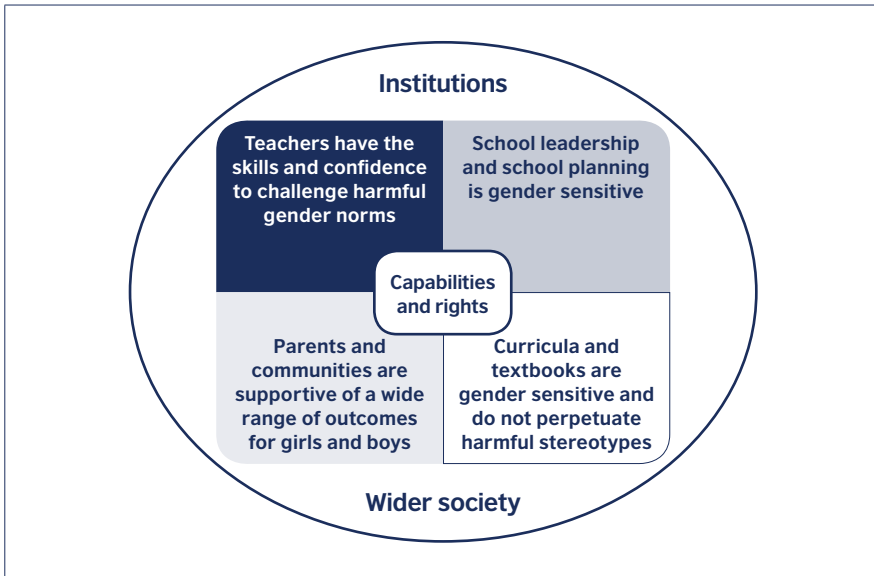 Institutions
Teachers have the
skills and confidence
to challenge harmful
gender norms
School leadership
and school planning
is gender sensitive
Capabilities
and rights
Parents and
communities are
supportive of a wide
range of outcomes
for girls and boys
Curricula and
textbooks are
gender sensitive and
do not perpetuate
harmful stereotypes
Wider society